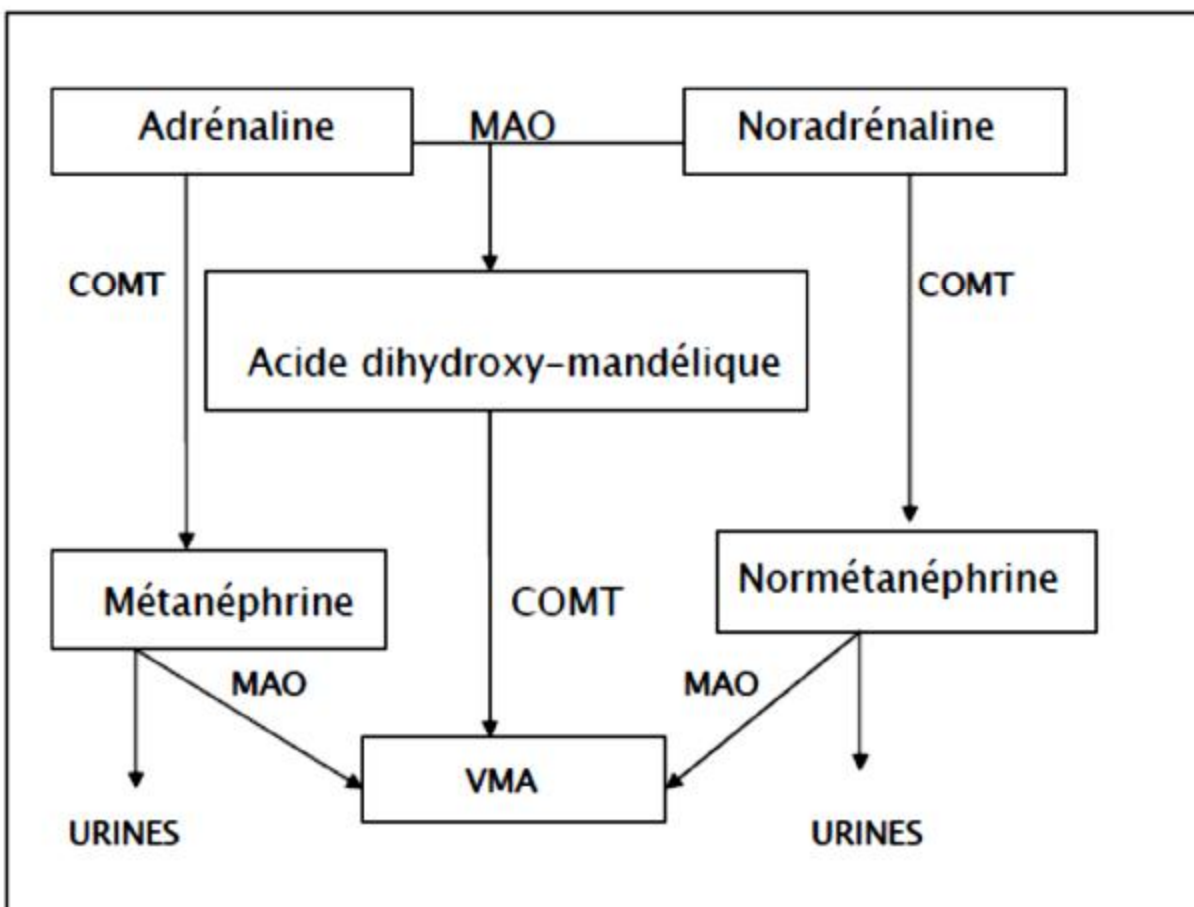 Adrénaline
MAO
Noradrénaline
COMT
COMT
Acide dihydroxy-mandélique
Métanéphrine
COMT
Normétanéphrine
MAO
MAO
VMA
URINES
URINES